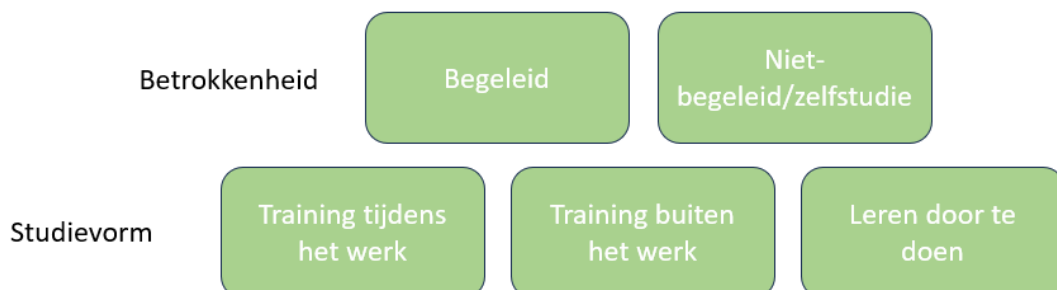 Betrokkenheid
Begeleid
Niet-
begeleid/zelfstudie
Studievorm
Training tijdens
het werk
Training buiten
het werk
Leren door te
doen